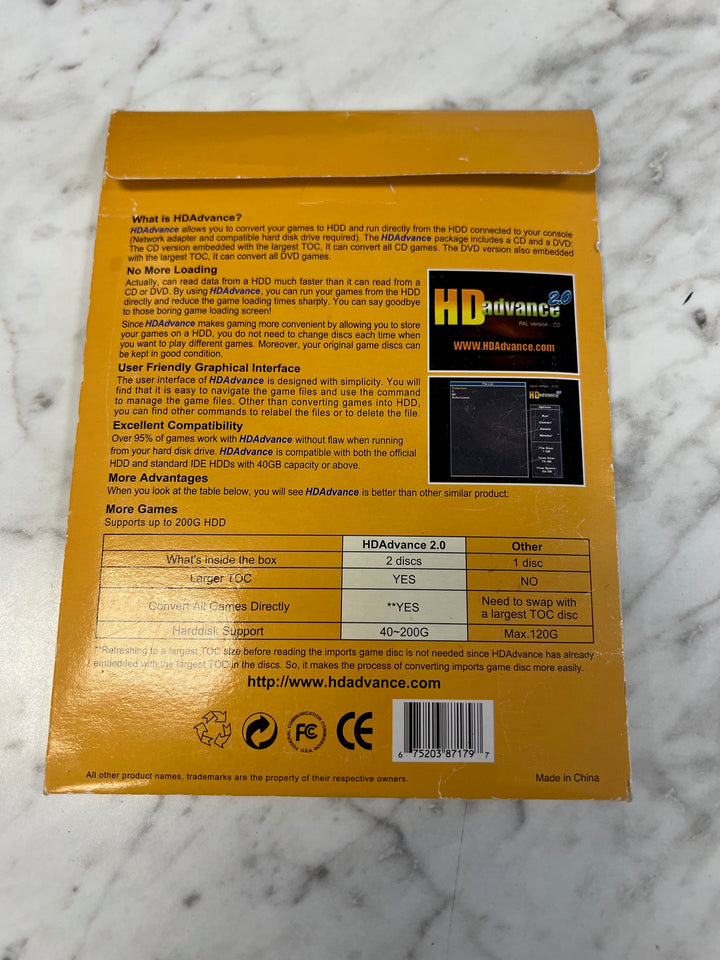 What is HDAdvance?
HDAdvance allows you to convert your games to HDD and run directly from the HDD connected to your console
(Network adapter and compatible hard disk drive required). The HDAdvance package includes a CD and a DVD:
The CD version embedded with the largest TOC, It can convert all CD games. The DVD version also embedded
with the largest TOC, It can convert all DVD games.
No More Loading
Actually, can read data from a HDD much faster than it can read from a
CD or DVD. By using HDAdvance, you can run your games from the HDD
directly and reduce the game loading times sharply. You can say goodbye
to those boring game loading screen!
Since HDAdvance makes gaming more convenient by allowing you to store
your games on a HDD, you do not need to change discs each time when
you want to play different games. Moreover, your original game discs can
be kept in good condition.
HDadvance 2.0
PAL Version - CD
WWW.HDAdvance.com
User Friendly Graphical Interface
The user interface of HDAdvance is designed with simplicity. You will
find that it is easy to navigate the game files and use the command
to manage the game files. Other than converting games into HDD,
you can find other commands to relabel the files or to delete the file.
Excellent Compatibility
Over 95% of games work with HDAdvance without flaw when running
from your hard disk drive. HDAdvance is compatible with both the official
HDD and standard IDE HDDs with 40GB capacity or above.
HDadvance
Options
Run
Convert
Delete
File Size:
Total Size:
Free Space:
More Advantages
When you look at the table below, you will see HDAdvance is better than other similar product:
More Games
Supports up to 200G HDD
HDAdvance 2.0 Other
What's inside the box 2 discs 1 disc
Larger TOC YES NO
Convert All Games Directly **YES Need to swap with
a largest TOC disc
Harddisk Support 40~200G Max.120G
**Refreshing to a largest TOC size before reading the imports game disc is not needed since HDAdvance has already
embedded with the largest TOC in the discs. So, it makes the process of converting imports game disc more easily.
http://www.hdadvance.com
FEDERAL COMMUNICATION COMMISSION U.S.A.
FC
CE
6 75203 87179 7
All other product names, trademarks are the property of their respective owners.
Made in China